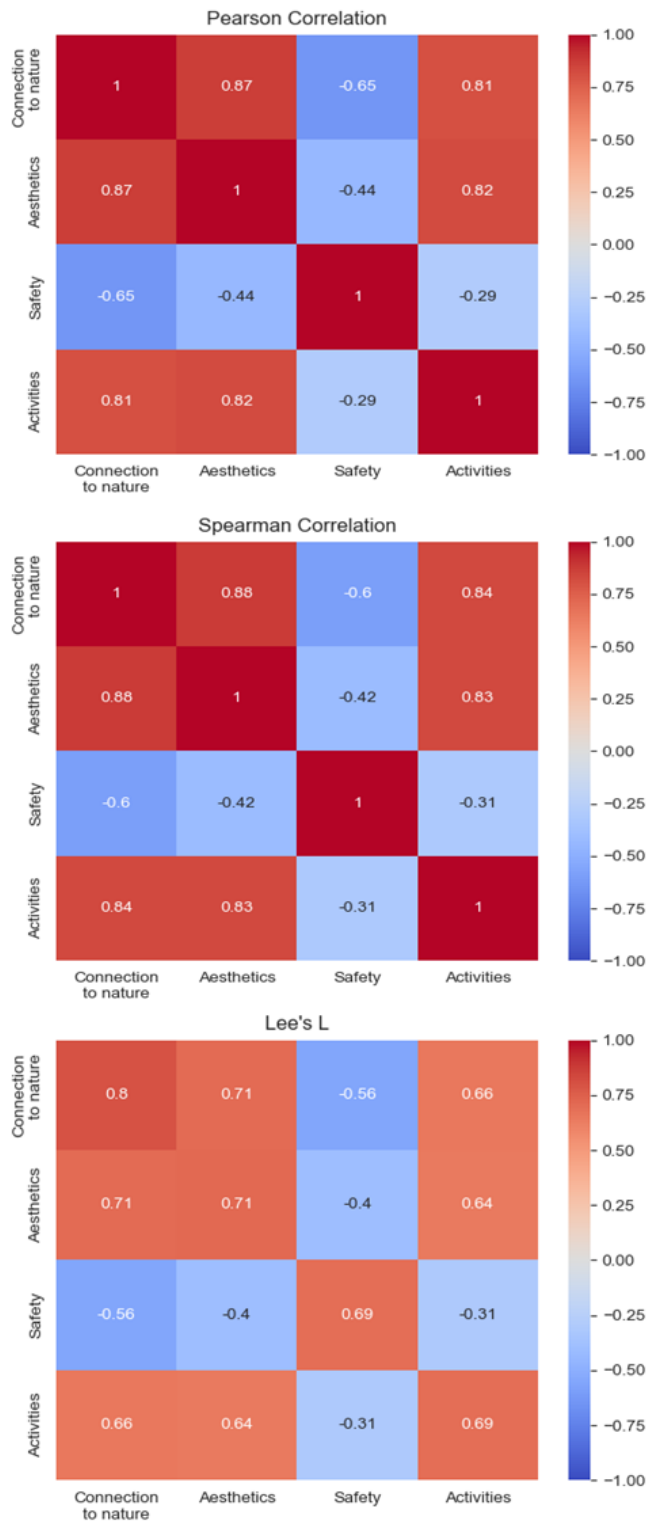 Pearson Correlation
Connection
to nature
1 0.87 -0.65 0.81
Aesthetics
0.87 1 -0.44 0.82
Safety
-0.65 -0.44 1 -0.29
Activities
0.81 0.82 -0.29 1
Connection
to nature
Aesthetics Safety Activities
1.00
0.75
0.50
0.25
0.00
−0.25
−0.50
−0.75
−1.00
Spearman Correlation
Connection
to nature
1 0.88 -0.6 0.84
Aesthetics
0.88 1 -0.42 0.83
Safety
-0.6 -0.42 1 -0.31
Activities
0.84 0.83 -0.31 1
Connection
to nature
Aesthetics Safety Activities
1.00
0.75
0.50
0.25
0.00
−0.25
−0.50
−0.75
−1.00
Lee's L
Connection
to nature
0.8 0.71 -0.56 0.66
Aesthetics
0.71 0.71 -0.4 0.64
Safety
-0.56 -0.4 0.69 -0.31
Activities
0.66 0.64 -0.31 0.69
Connection
to nature
Aesthetics Safety Activities
1.00
0.75
0.50
0.25
0.00
−0.25
−0.50
−0.75
−1.00